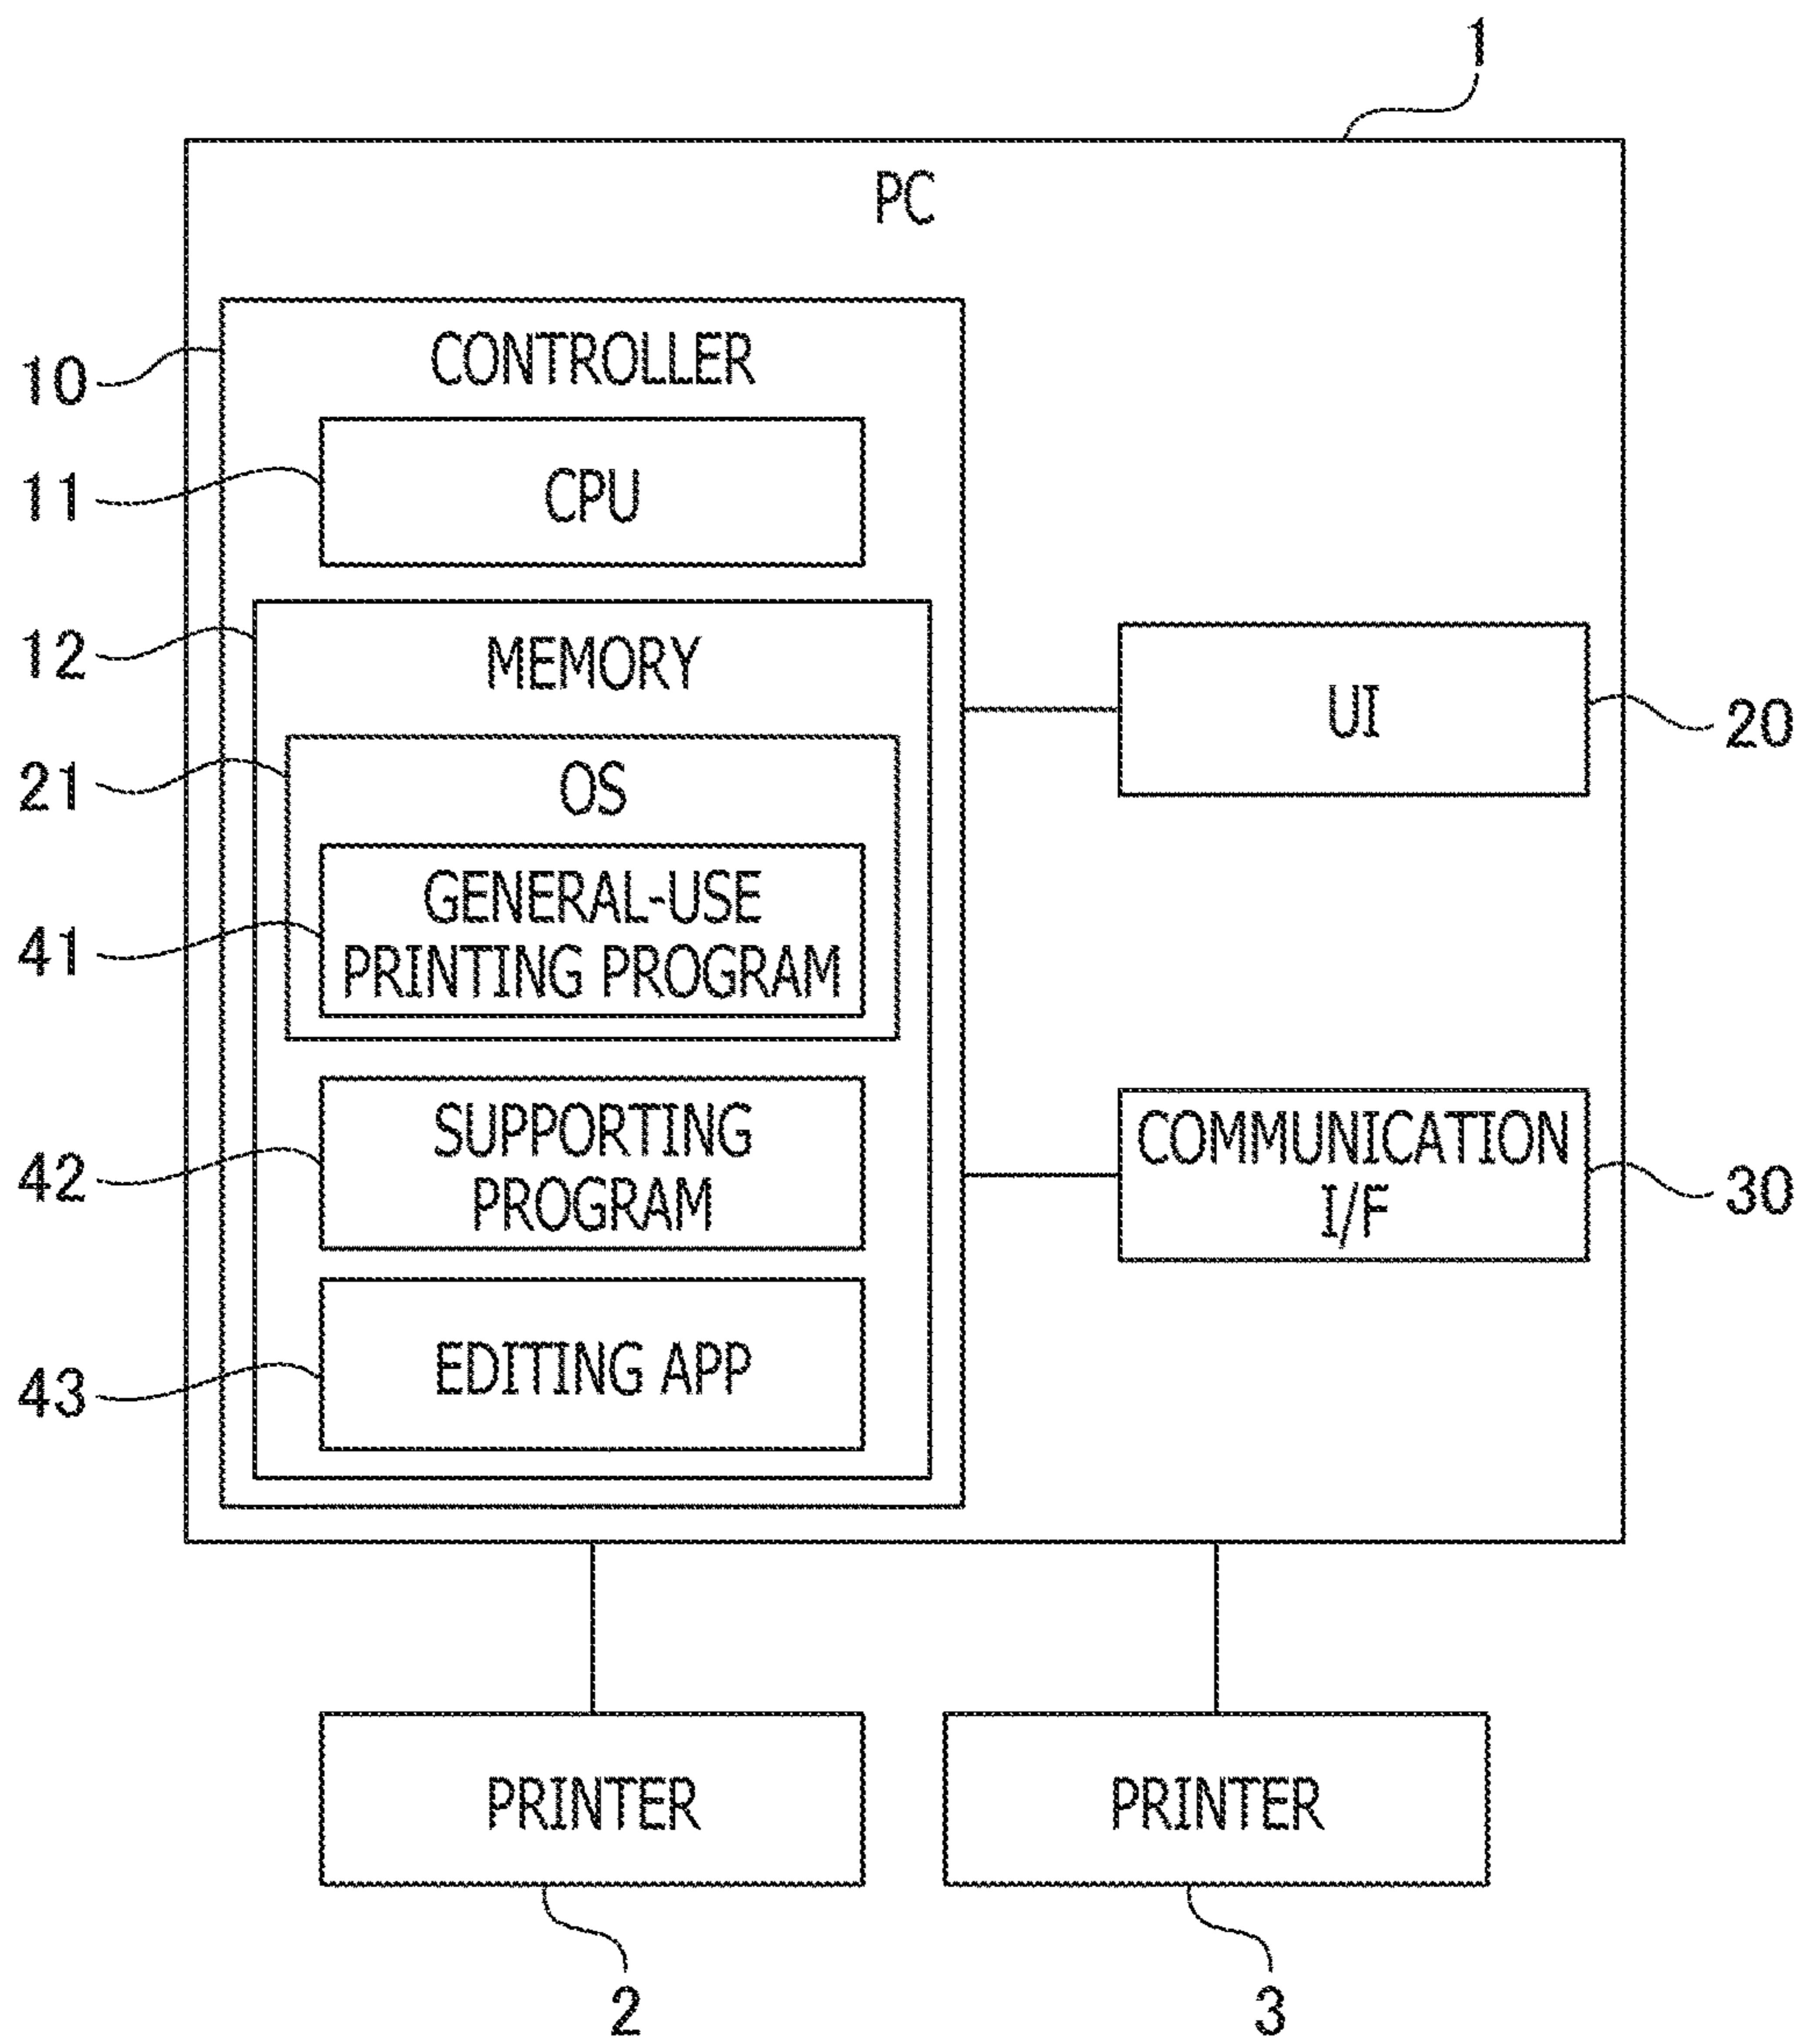 1
PC
10
CONTROLLER
11
CPU
12
MEMORY
21
OS
41
GENERAL-USE
PRINTING PROGRAM
42
SUPPORTING
PROGRAM
43
EDITING APP
UI
20
COMMUNICATION
I/F
30
PRINTER
2
PRINTER
3